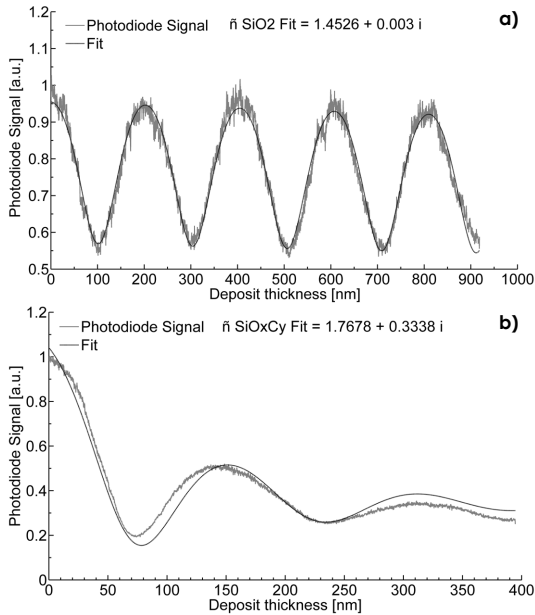 a)
Photodiode Signal ñ SiO2 Fit = 1.4526 + 0.003 i
Fit
Photodiode Signal [a.u.]
1.2
1.1
1
0.9
0.8
0.7
0.6
0.5
0 100 200 300 400 500 600 700 800 900 1000
Deposit thickness [nm]
b)
Photodiode Signal ñ SiOxCy Fit = 1.7678 + 0.3338 i
Fit
Photodiode Signal [a.u.]
1.2
1
0.8
0.6
0.4
0.2
0
0 50 100 150 200 250 300 350 400
Deposit thickness [nm]